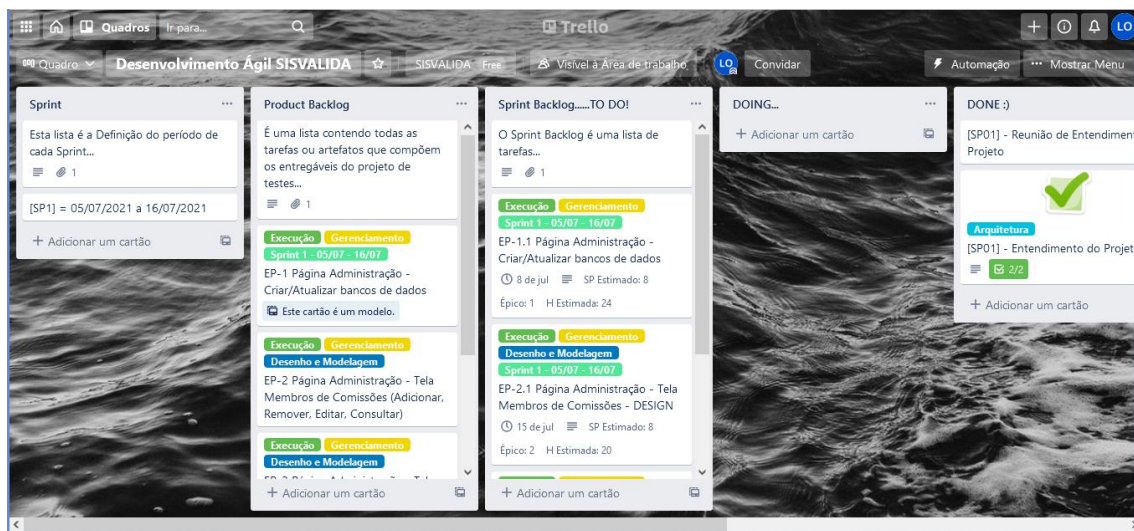 Quadros
Ir para...
Trello
LO
Quadro
Desenvolvimento Ágil SISVALIDA
SISVALIDA
Free
Visível à Área de trabalho
LO
Convidar
Automação
Mostrar Menu
Sprint
Esta lista é a Definição do período de
cada Sprint...
1
[SP1] = 05/07/2021 a 16/07/2021
+ Adicionar um cartão
Product Backlog
É uma lista contendo todas as
tarefas ou artefatos que compõem
os entregáveis do projeto de
testes...
1
Execução Gerenciamento
Sprint 1 - 05/07 - 16/07
EP-1 Página Administração -
Criar/Atualizar bancos de dados
Este cartão é um modelo.
Execução Gerenciamento
Desenho e Modelagem
EP-2 Página Administração - Tela
Membros de Comissões (Adicionar,
Remover, Editar, Consultar)
Execução Gerenciamento
Desenho e Modelagem
+ Adicionar um cartão
Sprint Backlog......TO DO!
O Sprint Backlog é uma lista de
tarefas...
1
Execução Gerenciamento
Sprint 1 - 05/07 - 16/07
EP-1.1 Página Administração -
Criar/Atualizar bancos de dados
8 de jul SP Estimado: 8
Épico: 1 H Estimada: 24
Execução Gerenciamento
Desenho e Modelagem
Sprint 1 - 05/07 - 16/07
EP-2.1 Página Administração - Tela
Membros de Comissões - DESIGN
15 de jul SP Estimado: 8
Épico: 2 H Estimada: 20
+ Adicionar um cartão
DOING...
+ Adicionar um cartão
DONE :)
[SP01] - Reunião de Entendimen
Projeto
Arquitetura
[SP01] - Entendimento do Projet
2/2
+ Adicionar um cartão